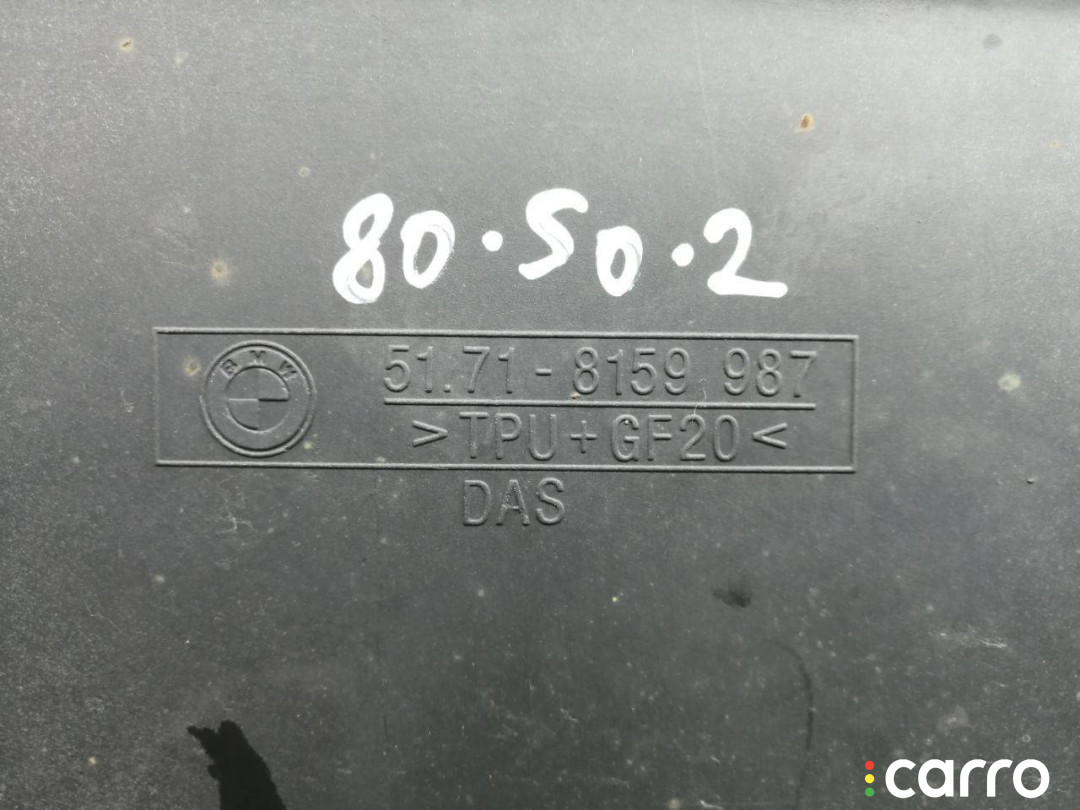 80.50.2
BMW
51.71-8159 987
>TPU+GF20<
DAS
carro